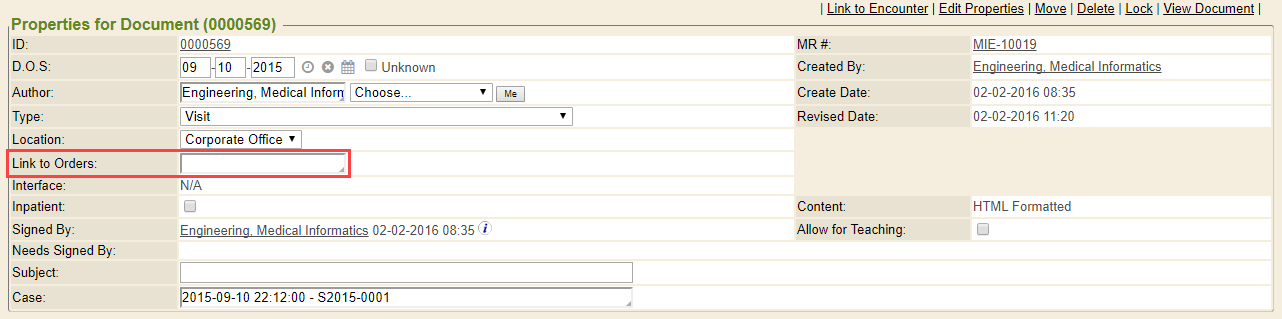 | Link to Encounter | Edit Properties | Move | Delete | Lock | View Document |
Properties for Document (0000569)
ID: 0000569 MR #: MIE-10019
D.O.S: 09 -10 -2015 Unknown Created By: Engineering, Medical Informatics
Author: Engineering, Medical Inform Choose... Me Create Date: 02-02-2016 08:35
Type: Visit Revised Date: 02-02-2016 11:20
Location: Corporate Office
Link to Orders:
Interface: N/A
Inpatient: Content: HTML Formatted
Signed By: Engineering, Medical Informatics 02-02-2016 08:35 i Allow for Teaching:
Needs Signed By:
Subject:
Case: 2015-09-10 22:12:00 - S2015-0001